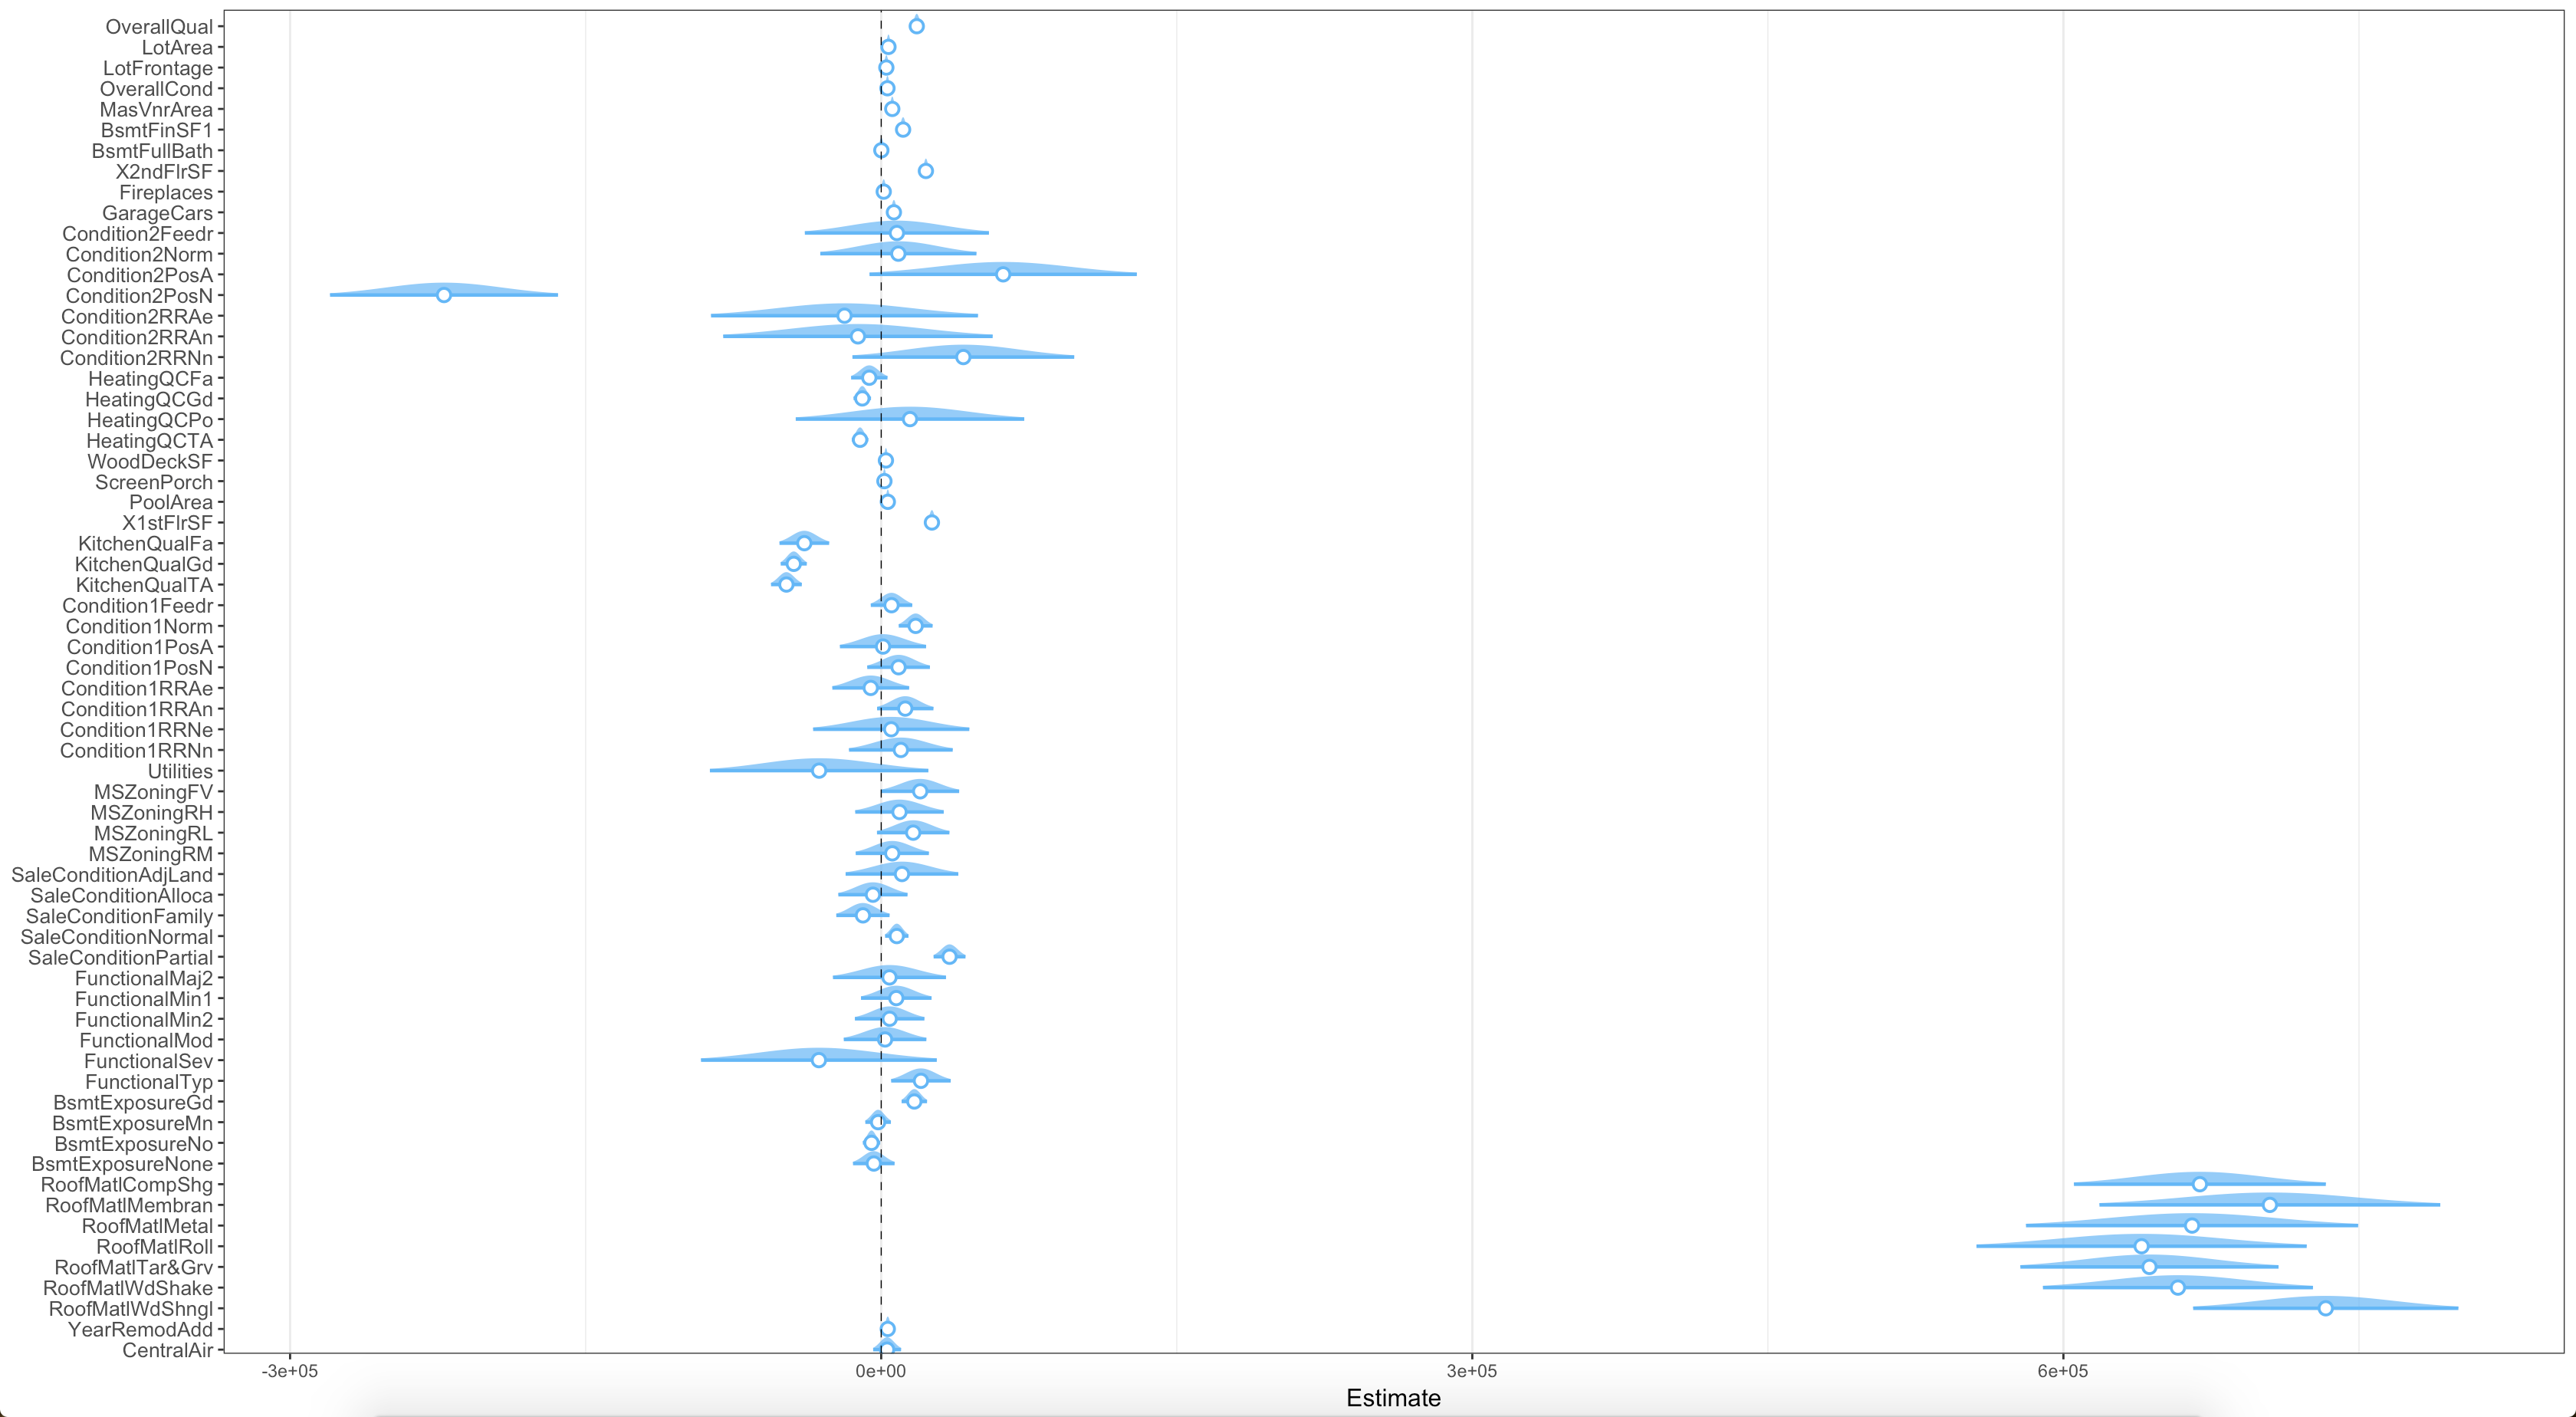 OverallQual
LotArea
LotFrontage
OverallCond
MasVnrArea
BsmtFinSF1
BsmtFullBath
X2ndFlrSF
Fireplaces
GarageCars
Condition2Feedr
Condition2Norm
Condition2PosA
Condition2PosN
Condition2RRAe
Condition2RRAn
Condition2RRNn
HeatingQCFa
HeatingQCGd
HeatingQCPo
HeatingQCTA
WoodDeckSF
ScreenPorch
PoolArea
X1stFlrSF
KitchenQualFa
KitchenQualGd
KitchenQualTA
Condition1Feedr
Condition1Norm
Condition1PosA
Condition1PosN
Condition1RRAe
Condition1RRAn
Condition1RRNe
Condition1RRNn
Utilities
MSZoningFV
MSZoningRH
MSZoningRL
MSZoningRM
SaleConditionAdjLand
SaleConditionAlloca
SaleConditionFamily
SaleConditionNormal
SaleConditionPartial
FunctionalMaj2
FunctionalMin1
FunctionalMin2
FunctionalMod
FunctionalSev
FunctionalTyp
BsmtExposureGd
BsmtExposureMn
BsmtExposureNo
BsmtExposureNone
RoofMatlCompShg
RoofMatlMembran
RoofMatlMetal
RoofMatlRoll
RoofMatlTar&Grv
RoofMatlWdShake
RoofMatlWdShngl
YearRemodAdd
CentralAir
-3e+05 0e+00 3e+05 6e+05
Estimate